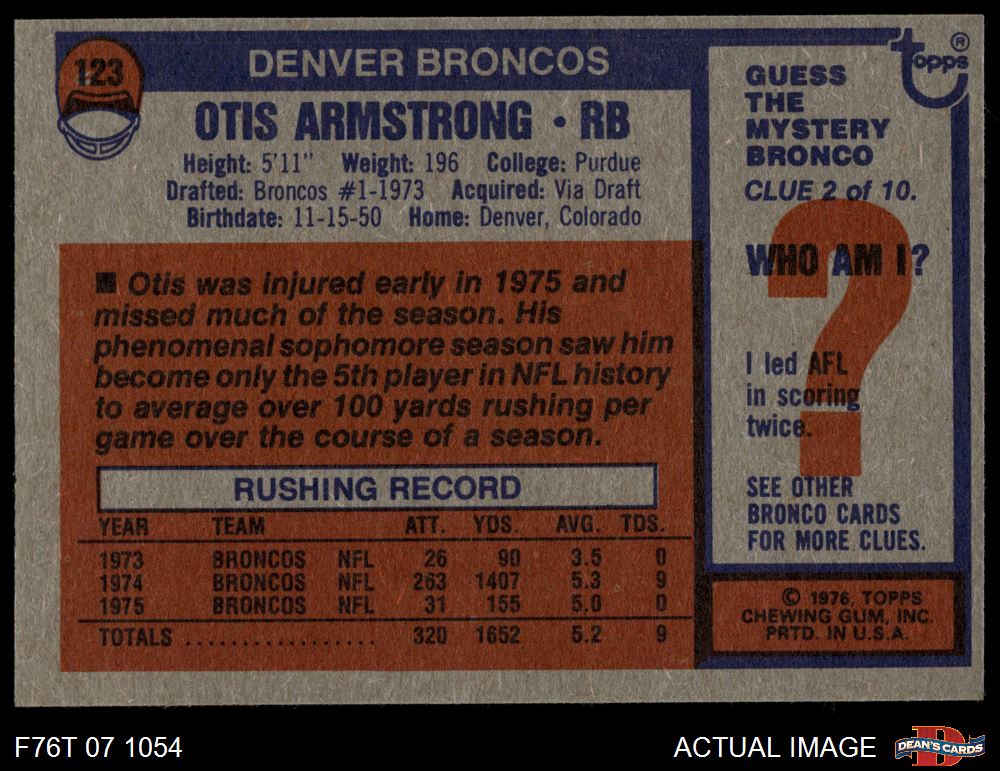 123
DENVER BRONCOS
OTIS ARMSTRONG • RB
Height: 5'11" Weight: 196 College: Purdue
Drafted: Broncos #1-1973 Acquired: Via Draft
Birthdate: 11-15-50 Home: Denver, Colorado
■ Otis was injured early in 1975 and
missed much of the season. His
phenomenal sophomore season saw him
become only the 5th player in NFL history
to average over 100 yards rushing per
game over the course of a season.
RUSHING RECORD
YEAR TEAM ATT. YDS. AVG. TDS.
1973 BRONCOS NFL 26 90 3.5 0
1974 BRONCOS NFL 263 1407 5.3 9
1975 BRONCOS NFL 31 155 5.0 0
TOTALS .................. 320 1652 5.2 9
topps ®
GUESS
THE
MYSTERY
BRONCO
CLUE 2 of 10.
WHO AM I?
?
I led AFL
in scoring
twice.
SEE OTHER
BRONCO CARDS
FOR MORE CLUES.
© 1976, TOPPS
CHEWING GUM, INC.
PRTD. IN U.S.A.
F76T 07 1054
ACTUAL IMAGE
D
DEAN'S CARDS